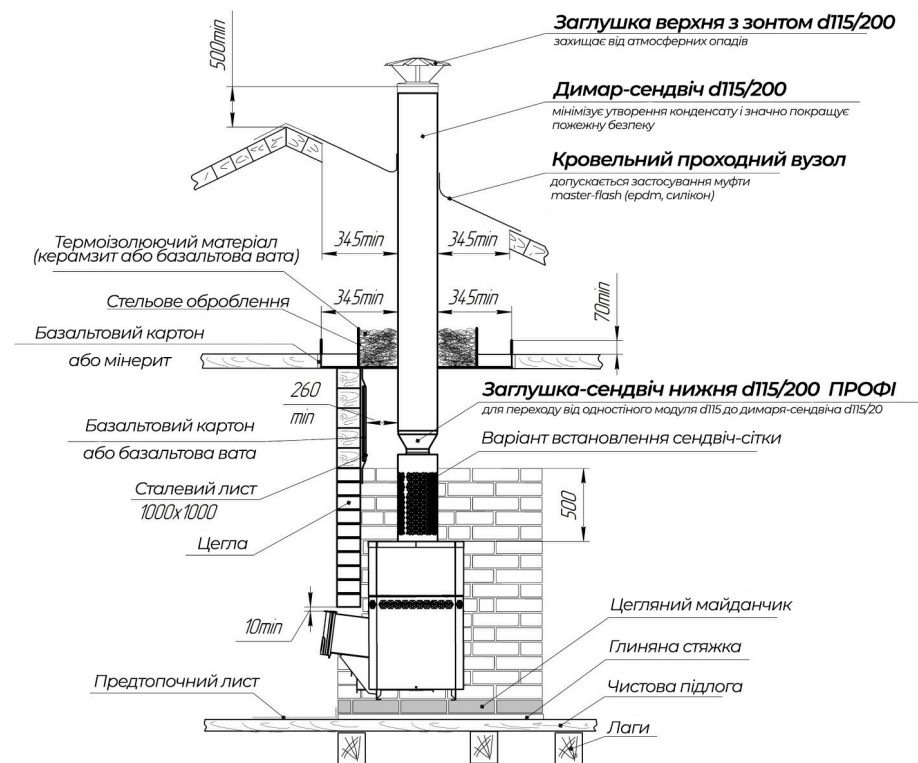 Заглушка верхня з зонтом d115/200
захищає від атмосферних опадів
500min
Димар-сендвіч d115/200
мінімізує утворення конденсату і значно покращує
пожежну безпеку
Кровельний проходний вузол
допускається застосування муфти
master-flash (epdm, силікон)
Термоізолюючий матеріал
(керамзит або базальтова вата)
345min
345min
Стельове оброблення
345min
345min
70min
Базальтовий картон
або мінерит
260
min
Заглушка-сендвіч нижня d115/200 ПРОФІ
для переходу від одностіного модуля d115 до димаря-сендвіча d115/20
Базальтовий картон
або базальтова вата
Варіант встановлення сендвіч-сітки
Сталевий лист
1000x1000
500
Цегла
10min
Цегляний майданчик
Глиняна стяжка
Предтопочний лист
Чистова підлога
Лаги